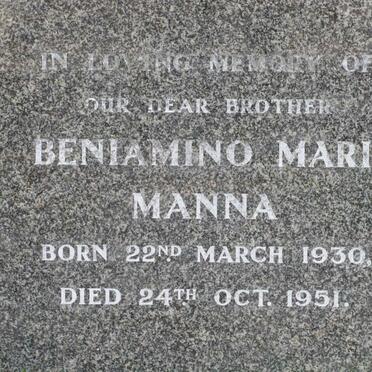 IN LOVING MEMORY OF
OUR DEAR BROTHER
BENIAMINO MARI
MANNA
BORN 22ND MARCH 1930,
DIED 24TH OCT. 1951.